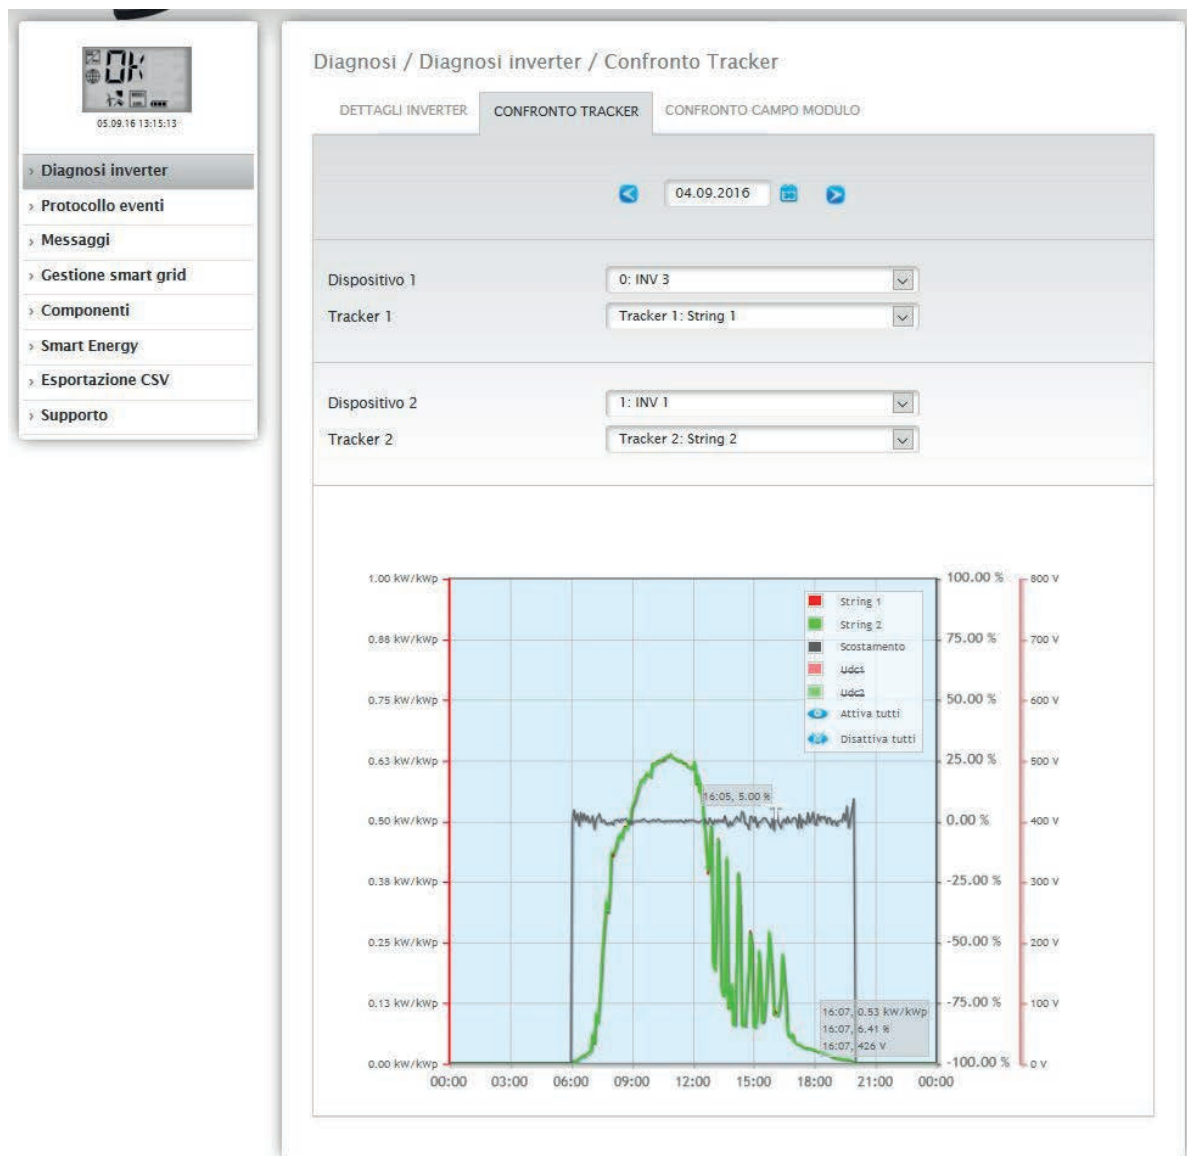 OK
05.09.16 13:15:13
Diagnosi inverter
Protocollo eventi
Messaggi
Gestione smart grid
Componenti
Smart Energy
Esportazione CSV
Supporto
Diagnosi / Diagnosi inverter / Confronto Tracker
DETTAGLI INVERTER CONFRONTO TRACKER CONFRONTO CAMPO MODULO
04.09.2016
Dispositivo 1 0: INV 3
Tracker 1 Tracker 1: String 1
Dispositivo 2 1: INV 1
Tracker 2 Tracker 2: String 2
1.00 kW/kWp 100.00 % 800 V
String 1
String 2
0.88 kW/kWp 75.00 % 700 V
Scostamento
Udc1
Udc2
0.75 kW/kWp 50.00 % 600 V
Attiva tutti
Disattiva tutti
0.63 kW/kWp 25.00 % 500 V
16:05, 5.00 %
0.50 kW/kWp 0.00 % 400 V
0.38 kW/kWp -25.00 % 300 V
0.25 kW/kWp -50.00 % 200 V
0.13 kW/kWp -75.00 % 100 V
16:07, 0.53 kW/kWp
16:07, 6.41 %
16:07, 426 V
0.00 kW/kWp -100.00 % 0 V
00:00 03:00 06:00 09:00 12:00 15:00 18:00 21:00 00:00